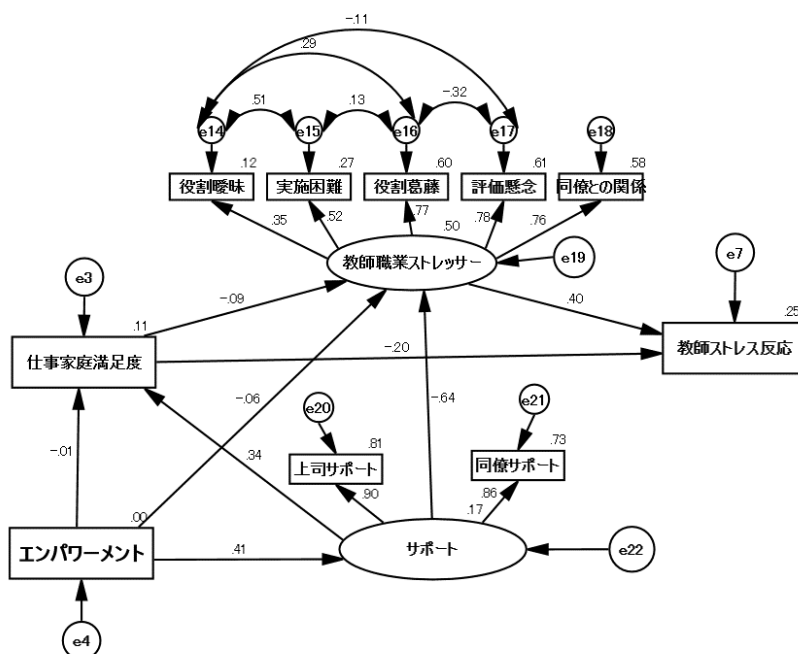 -.11
.29
.51
.13
-.32
e14
e15
e16
e17
e18
.12
.27
.60
.61
.58
役割曖昧
実施困難
役割葛藤
評価懸念
同僚との関係
.35
.52
.77
.78
.76
.50
教師職業ストレッサー
e19
e3
e7
-.09
.40
.11
.25
仕事家庭満足度
教師ストレス反応
-.20
-.06
-.64
e20
e21
-.01
.34
.81
.73
上司サポート
同僚サポート
.90
.86
.17
.00
エンパワーメント
.41
サポート
e22
e4